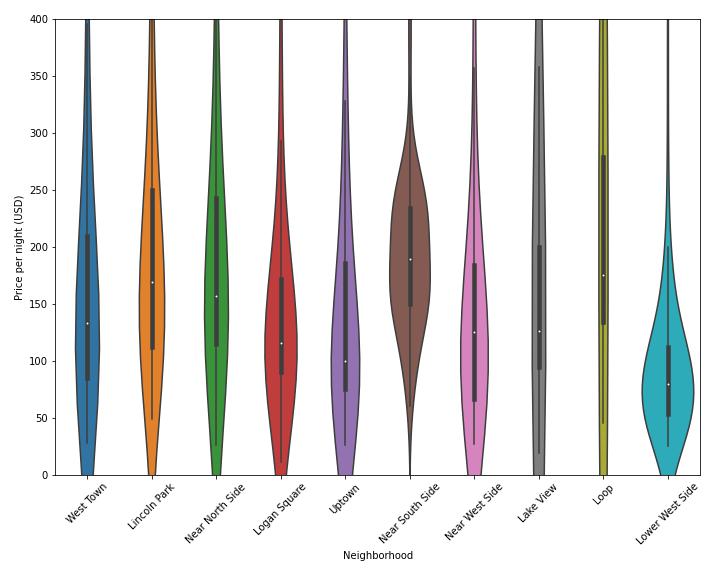 400
350
300
250
200
150
100
50
0
Price per night (USD)
West Town
Lincoln Park
Near North Side
Logan Square
Uptown
Near South Side
Near West Side
Lake View
Loop
Lower West Side
Neighborhood